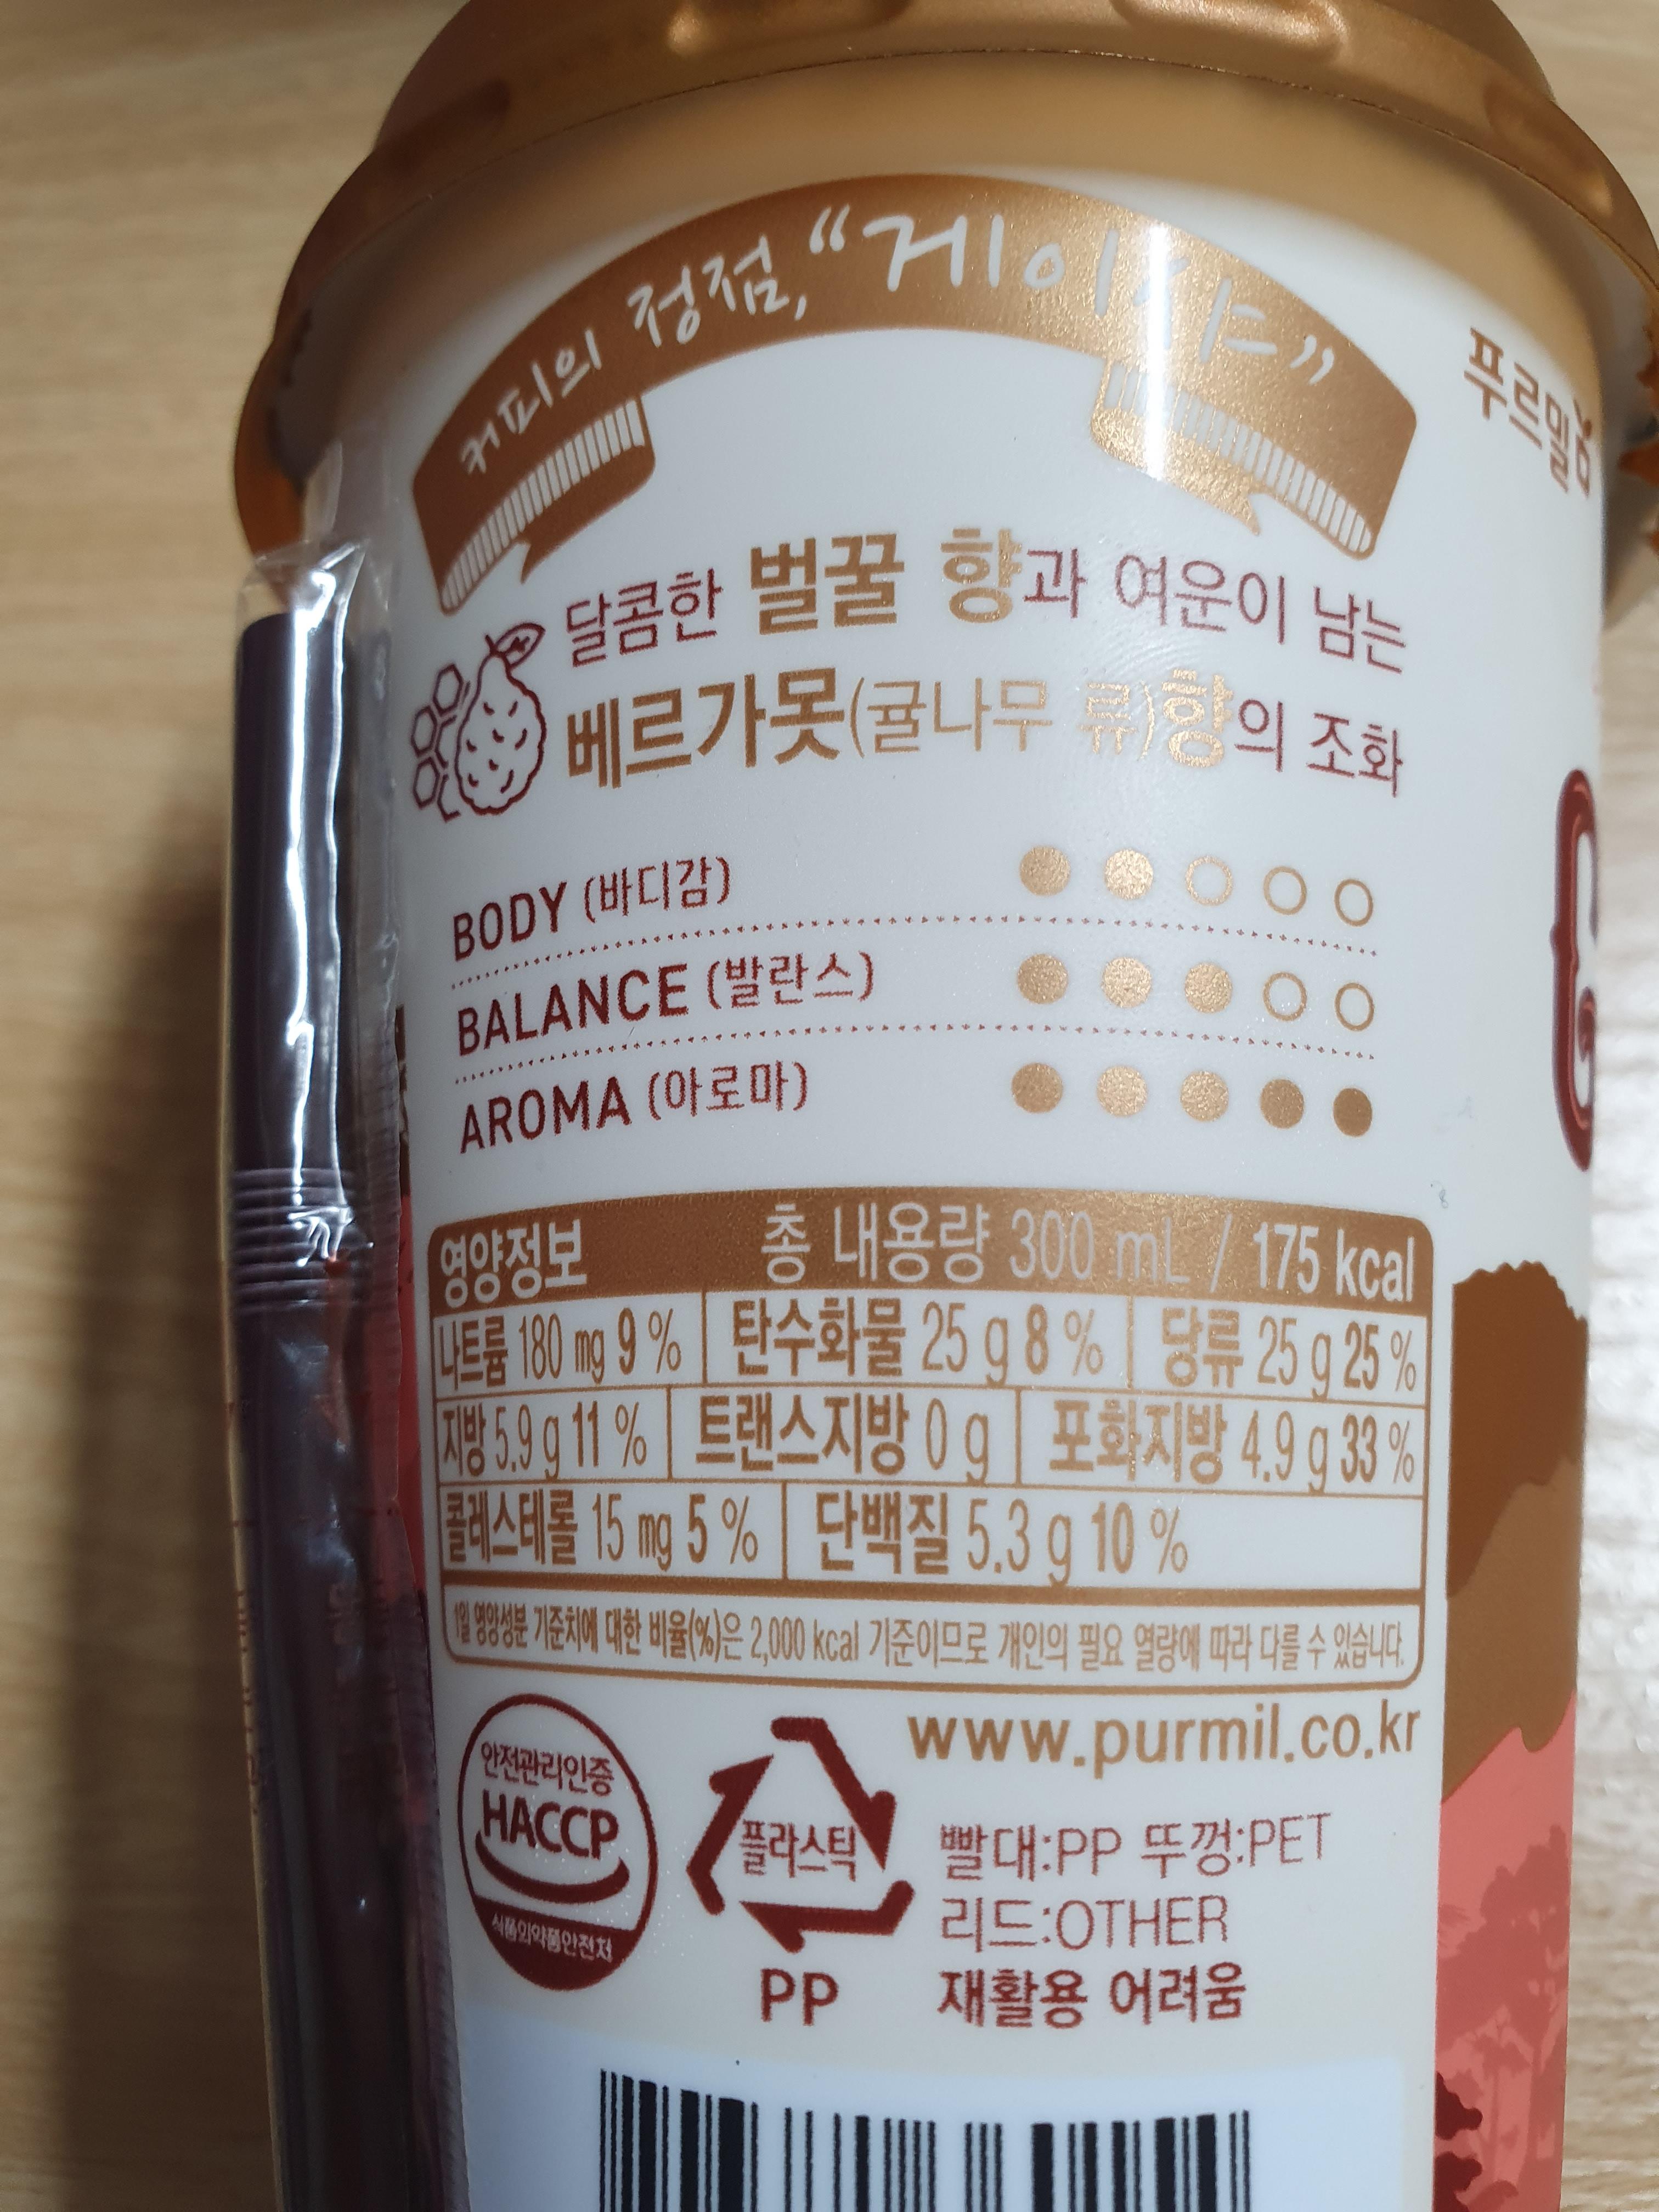 커피의 정점, "게이샤"
푸르밀
달콤한 벌꿀 향과 여운이 남는
베르가못(귤나무 류)향의 조화
BODY (바디감)
BALANCE (발란스)
AROMA (아로마)
영양정보 총 내용량 300 mL / 175 kcal
나트륨 180 mg 9 % 탄수화물 25 g 8 % 당류 25 g 25 %
지방 5.9 g 11 % 트랜스지방 0 g 포화지방 4.9 g 33 %
콜레스테롤 15 mg 5 % 단백질 5.3 g 10 %
1일 영양성분 기준치에 대한 비율(%)은 2,000 kcal 기준이므로 개인의 필요 열량에 따라 다를 수 있습니다.
www.purmil.co.kr
안전관리인증
HACCP
식품의약품안전처
플라스틱
PP
빨대:PP 뚜껑:PET
리드:OTHER
재활용 어려움